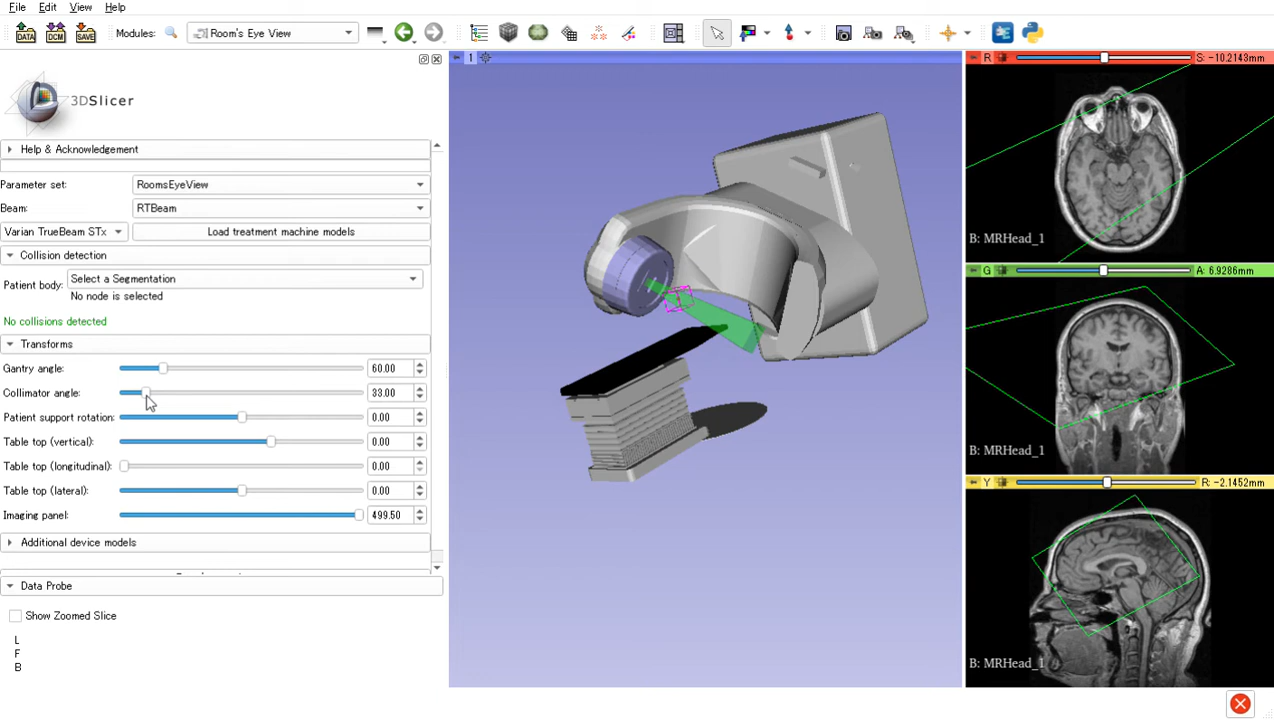 File Edit View Help
DATA DCM SAVE Modules: Room's Eye View
1
R S: -10.2143mm
3DSlicer
Help & Acknowledgement
Parameter set: RoomsEyeView
Beam: RTBeam
Varian TrueBeam STx Load treatment machine models
Collision detection
Patient body: Select a Segmentation
No node is selected
No collisions detected
Transforms
Gantry angle: 60.00
Collimator angle: 33.00
Patient support rotation: 0.00
Table top (vertical): 0.00
Table top (longitudinal): 0.00
Table top (lateral): 0.00
Imaging panel: 499.50
Additional device models
Data Probe
Show Zoomed Slice
L
F
B
B: MRHead_1
G A: 6.9286mm
B: MRHead_1
Y R: -2.1452mm
B: MRHead_1